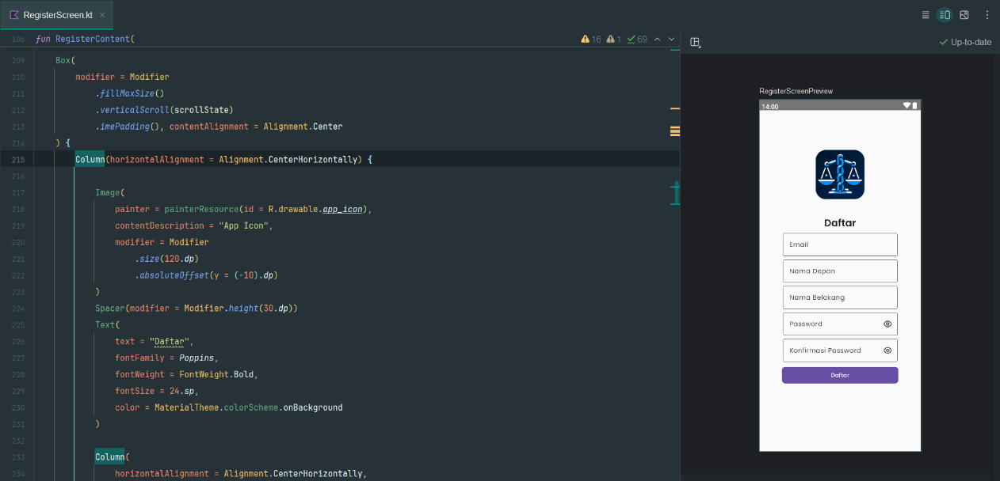 RegisterScreen.kt
106 fun RegisterContent(
16 1 69
Up-to-date
209 Box(
210 modifier = Modifier
211 .fillMaxSize()
212 .verticalScroll(scrollState)
213 .imePadding(), contentAlignment = Alignment.Center
214 ) {
215 Column(horizontalAlignment = Alignment.CenterHorizontally) {
216
217 Image(
218 painter = painterResource(id = R.drawable.app_icon),
219 contentDescription = "App Icon",
220 modifier = Modifier
221 .size(120.dp)
222 .absoluteOffset(y = (-10).dp)
223 )
224 Spacer(modifier = Modifier.height(30.dp))
225 Text(
226 text = "Daftar",
227 fontFamily = Poppins,
228 fontWeight = FontWeight.Bold,
229 fontSize = 24.sp,
230 color = MaterialTheme.colorScheme.onBackground
231 )
232
233 Column(
234 horizontalAlignment = Alignment.CenterHorizontally,
RegisterScreenPreview
14:00
Daftar
Email
Nama Depan
Nama Belakang
Password
Konfirmasi Password
Daftar